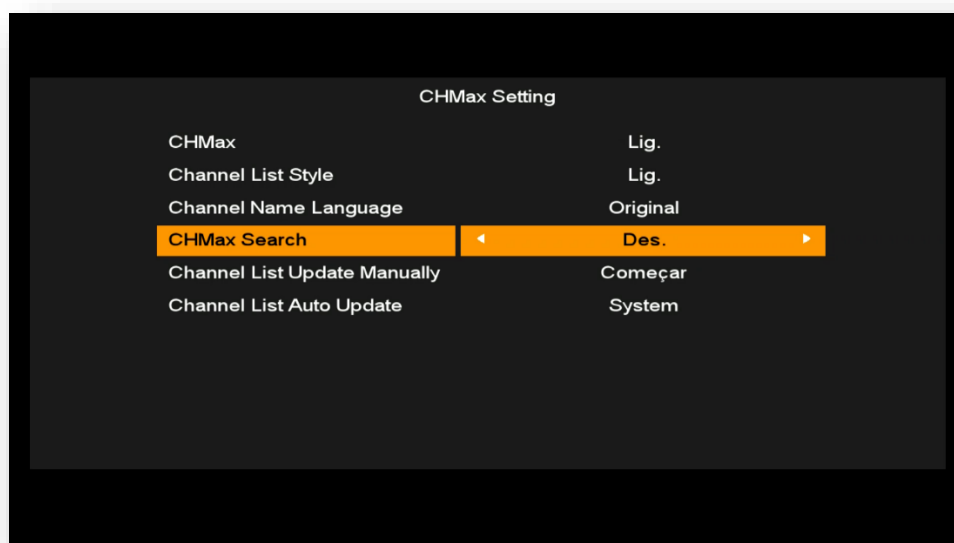 CHMax Setting
CHMax Lig.
Channel List Style Lig.
Channel Name Language Original
CHMax Search Des.
Channel List Update Manually Começar
Channel List Auto Update System